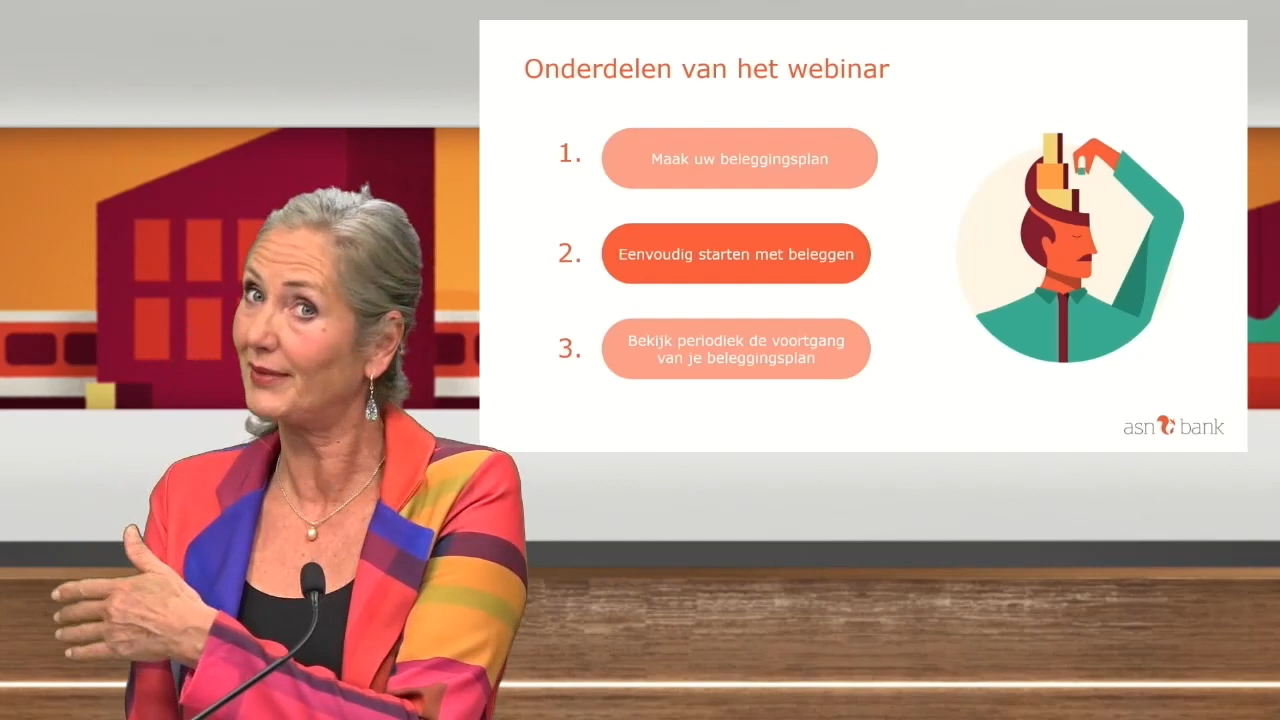 Onderdelen van het webinar
1. Maak uw beleggingsplan
2. Eenvoudig starten met beleggen
3. Bekijk periodiek de voortgang
van je beleggingsplan
asn bank